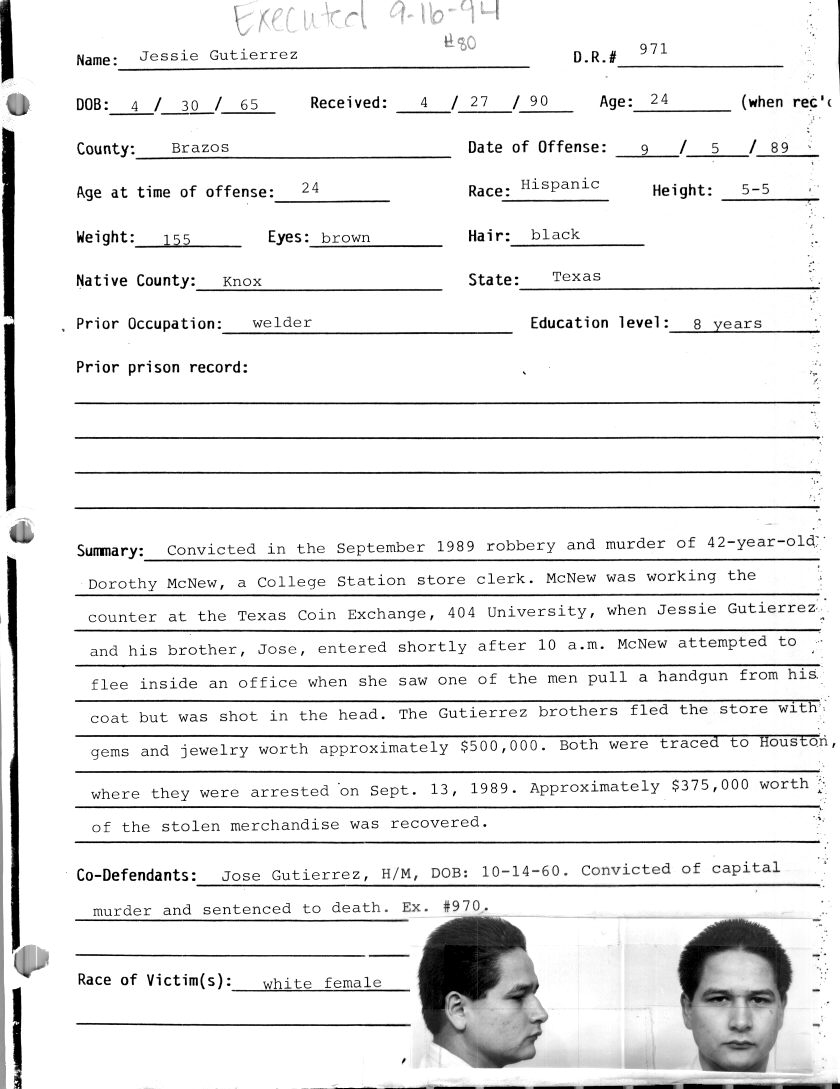 Executed 9-16-94
#80
Name: Jessie Gutierrez D.R.# 971
DOB: 4 / 30 / 65 Received: 4 / 27 / 90 Age: 24 (when rec'
County: Brazos Date of Offense: 9 / 5 / 89
Age at time of offense: 24 Race: Hispanic Height: 5-5
Weight: 155 Eyes: brown Hair: black
Native County: Knox State: Texas
Prior Occupation: welder Education level: 8 years
Prior prison record:
Summary: Convicted in the September 1989 robbery and murder of 42-year-old
Dorothy McNew, a College Station store clerk. McNew was working the
counter at the Texas Coin Exchange, 404 University, when Jessie Gutierrez
and his brother, Jose, entered shortly after 10 a.m. McNew attempted to
flee inside an office when she saw one of the men pull a handgun from his
coat but was shot in the head. The Gutierrez brothers fled the store with
gems and jewelry worth approximately $500,000. Both were traced to Houston,
where they were arrested on Sept. 13, 1989. Approximately $375,000 worth
of the stolen merchandise was recovered.
Co-Defendants: Jose Gutierrez, H/M, DOB: 10-14-60. Convicted of capital
murder and sentenced to death. Ex. #970.
Race of Victim(s): white female